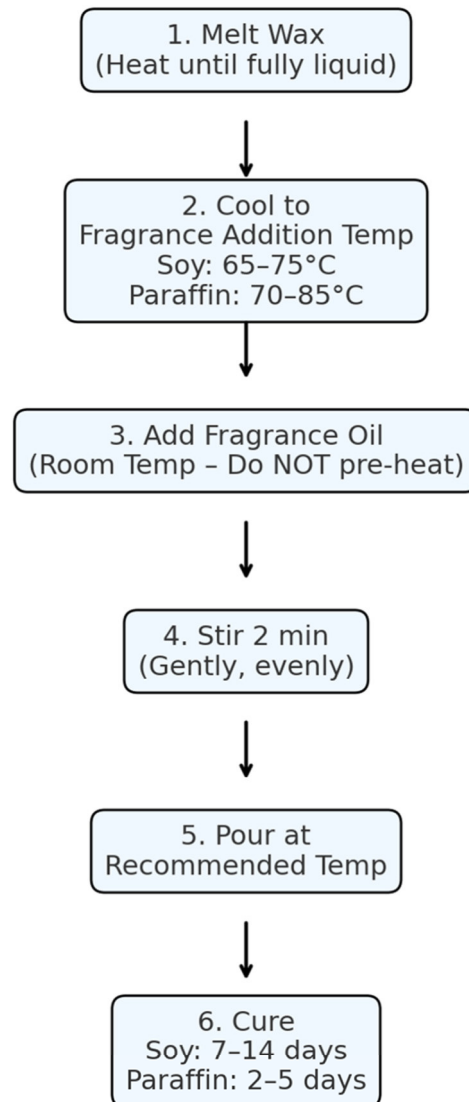 1. Melt Wax
(Heat until fully liquid)
2. Cool to
Fragrance Addition Temp
Soy: 65–75°C
Paraffin: 70–85°C
3. Add Fragrance Oil
(Room Temp – Do NOT pre-heat)
4. Stir 2 min
(Gently, evenly)
5. Pour at
Recommended Temp
6. Cure
Soy: 7–14 days
Paraffin: 2–5 days